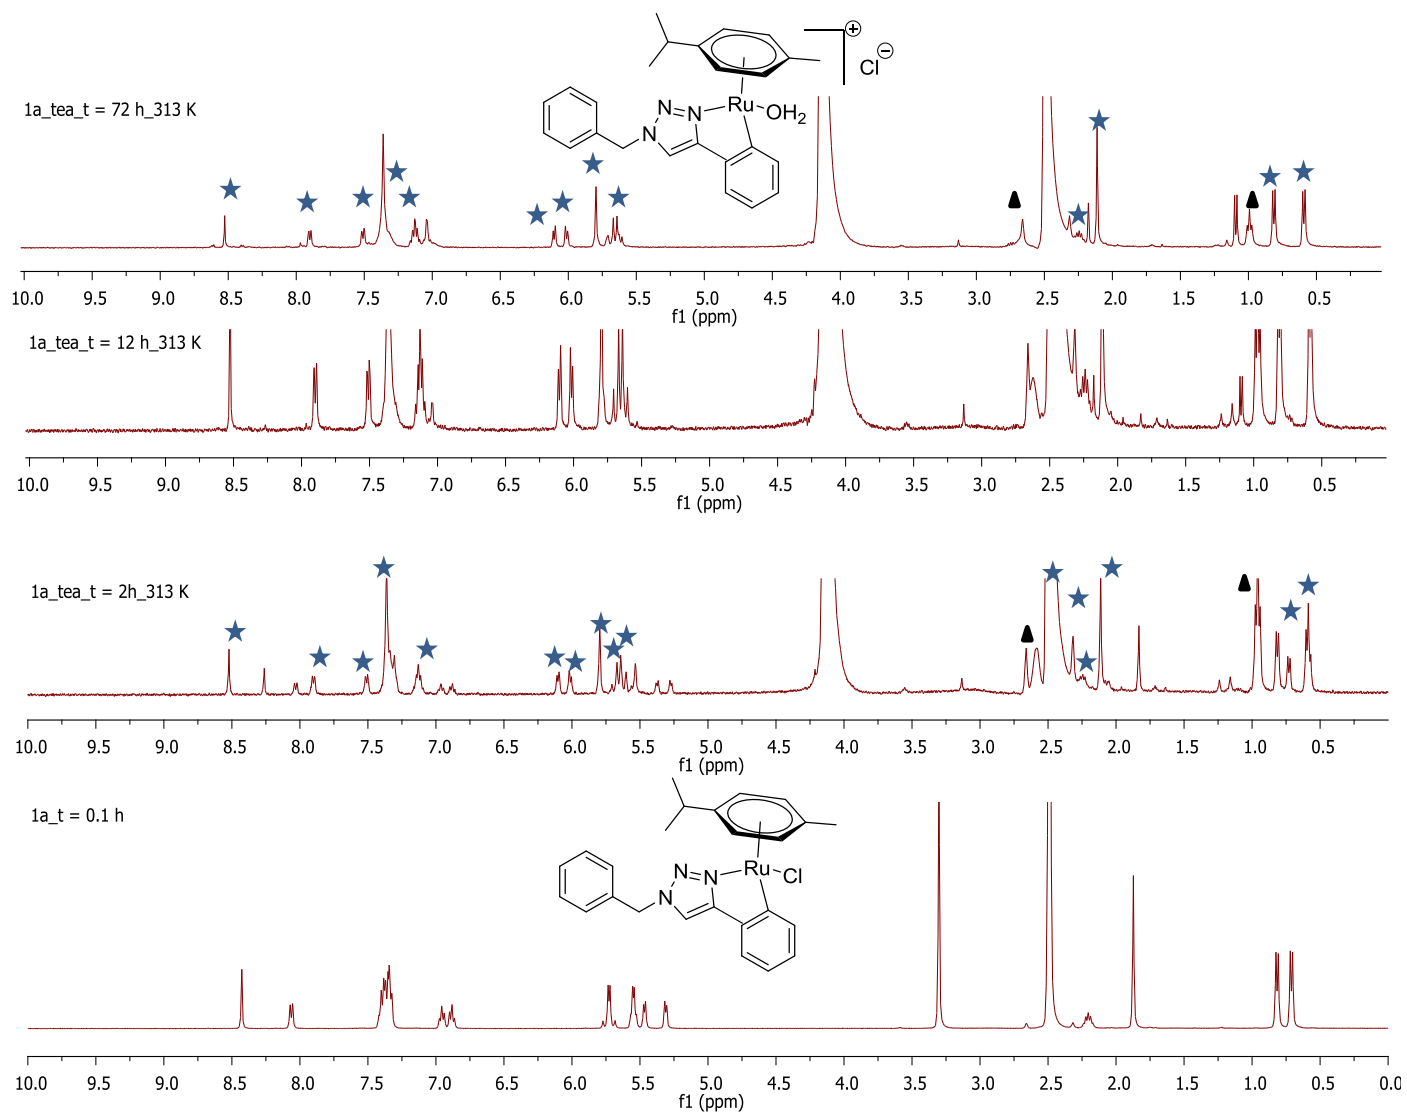 1a_tea_t = 72 h_313 K
+
Cl
−
N
N
N
Ru
OH2
10.0 9.5 9.0 8.5 8.0 7.5 7.0 6.5 6.0 5.5 5.0 4.5 4.0 3.5 3.0 2.5 2.0 1.5 1.0 0.5
f1 (ppm)
1a_tea_t = 12 h_313 K
10.0 9.5 9.0 8.5 8.0 7.5 7.0 6.5 6.0 5.5 5.0 4.5 4.0 3.5 3.0 2.5 2.0 1.5 1.0 0.5
f1 (ppm)
1a_tea_t = 2h_313 K
10.0 9.5 9.0 8.5 8.0 7.5 7.0 6.5 6.0 5.5 5.0 4.5 4.0 3.5 3.0 2.5 2.0 1.5 1.0 0.5
f1 (ppm)
1a_t = 0.1 h
N
N
N
Ru
Cl
10.0 9.5 9.0 8.5 8.0 7.5 7.0 6.5 6.0 5.5 5.0 4.5 4.0 3.5 3.0 2.5 2.0 1.5 1.0 0.5 0.0
f1 (ppm)